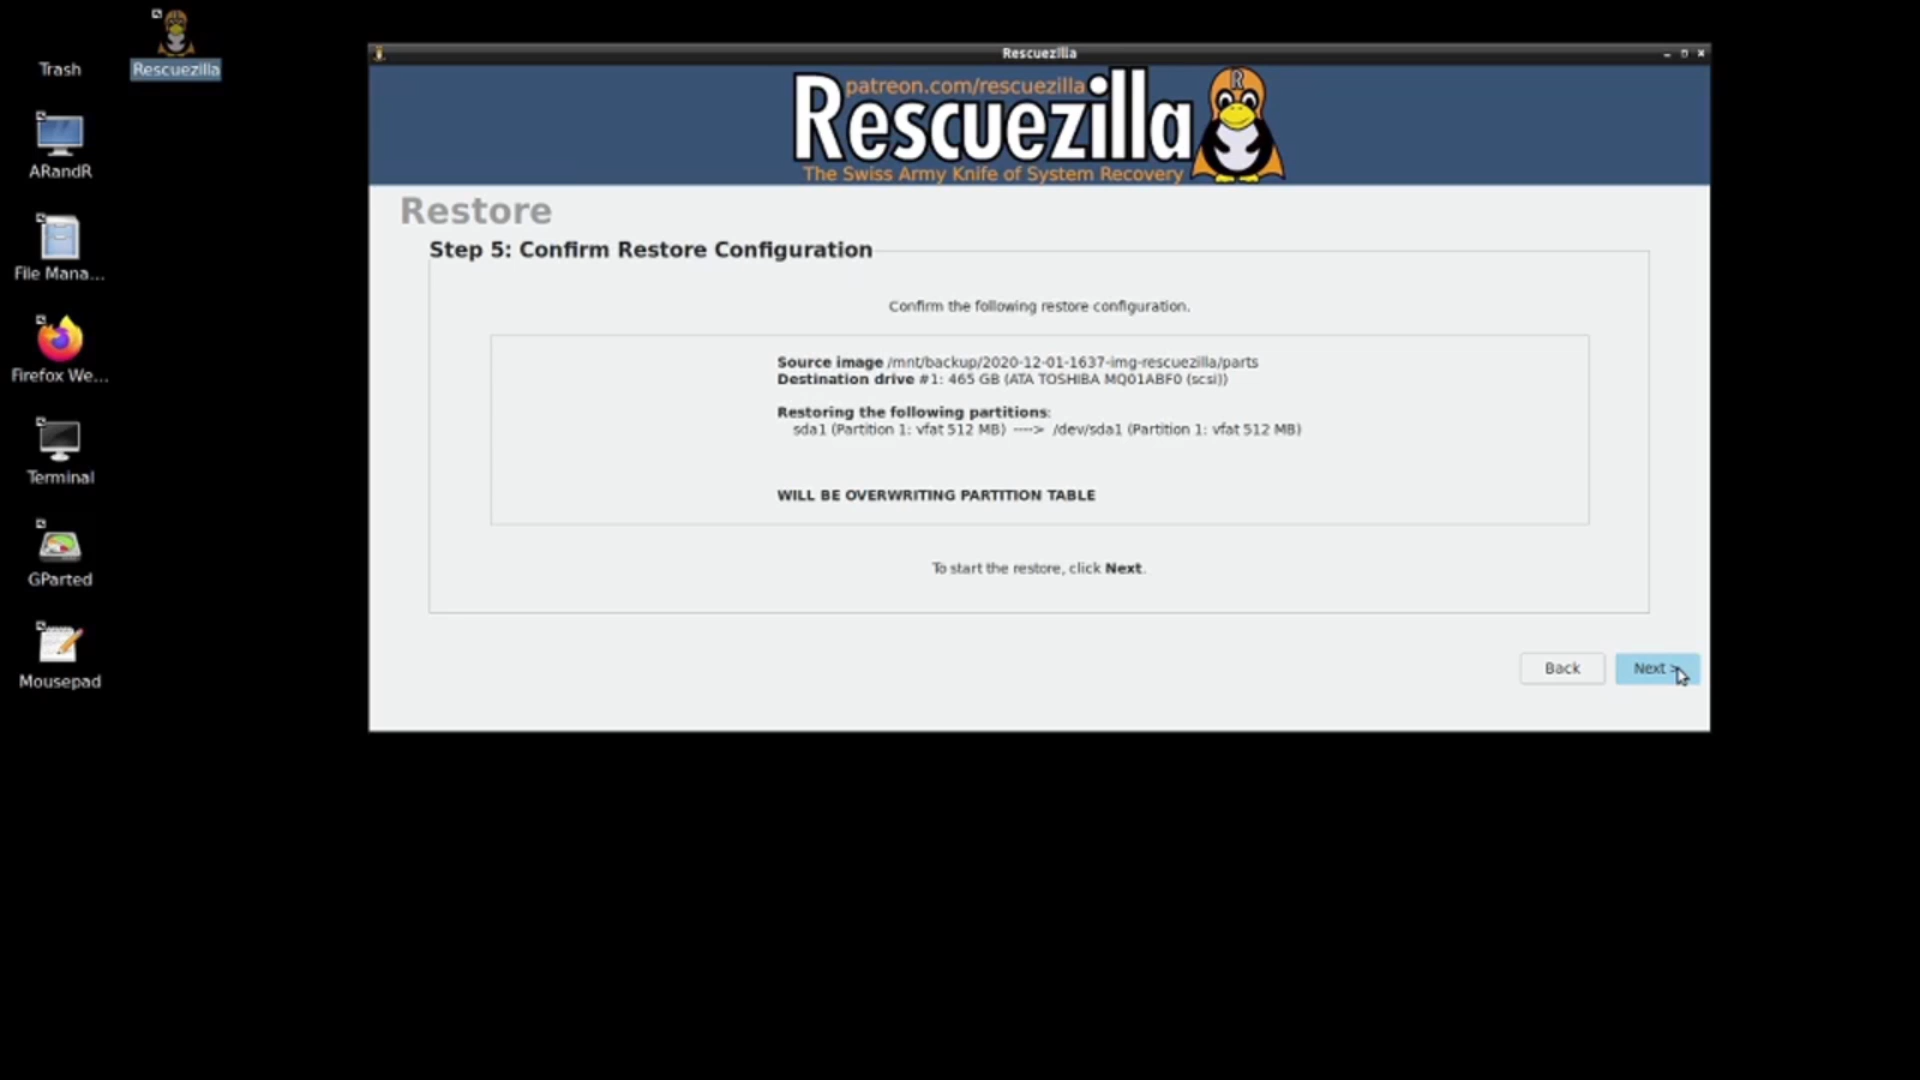 Trash
Rescuezilla
ARandR
File Mana...
Firefox We...
Terminal
GParted
Mousepad
Rescuezilla
patreon.com/rescuezilla
Rescuezilla
R
The Swiss Army Knife of System Recovery
Restore
Step 5: Confirm Restore Configuration
Confirm the following restore configuration.
Source image /mnt/backup/2020-12-01-1637-img-rescuezilla/parts
Destination drive #1: 465 GB (ATA TOSHIBA MQ01ABF0 (scsi))
Restoring the following partitions:
sda1 (Partition 1: vfat 512 MB) ----> /dev/sda1 (Partition 1: vfat 512 MB)
WILL BE OVERWRITING PARTITION TABLE
To start the restore, click Next.
Back
Next >